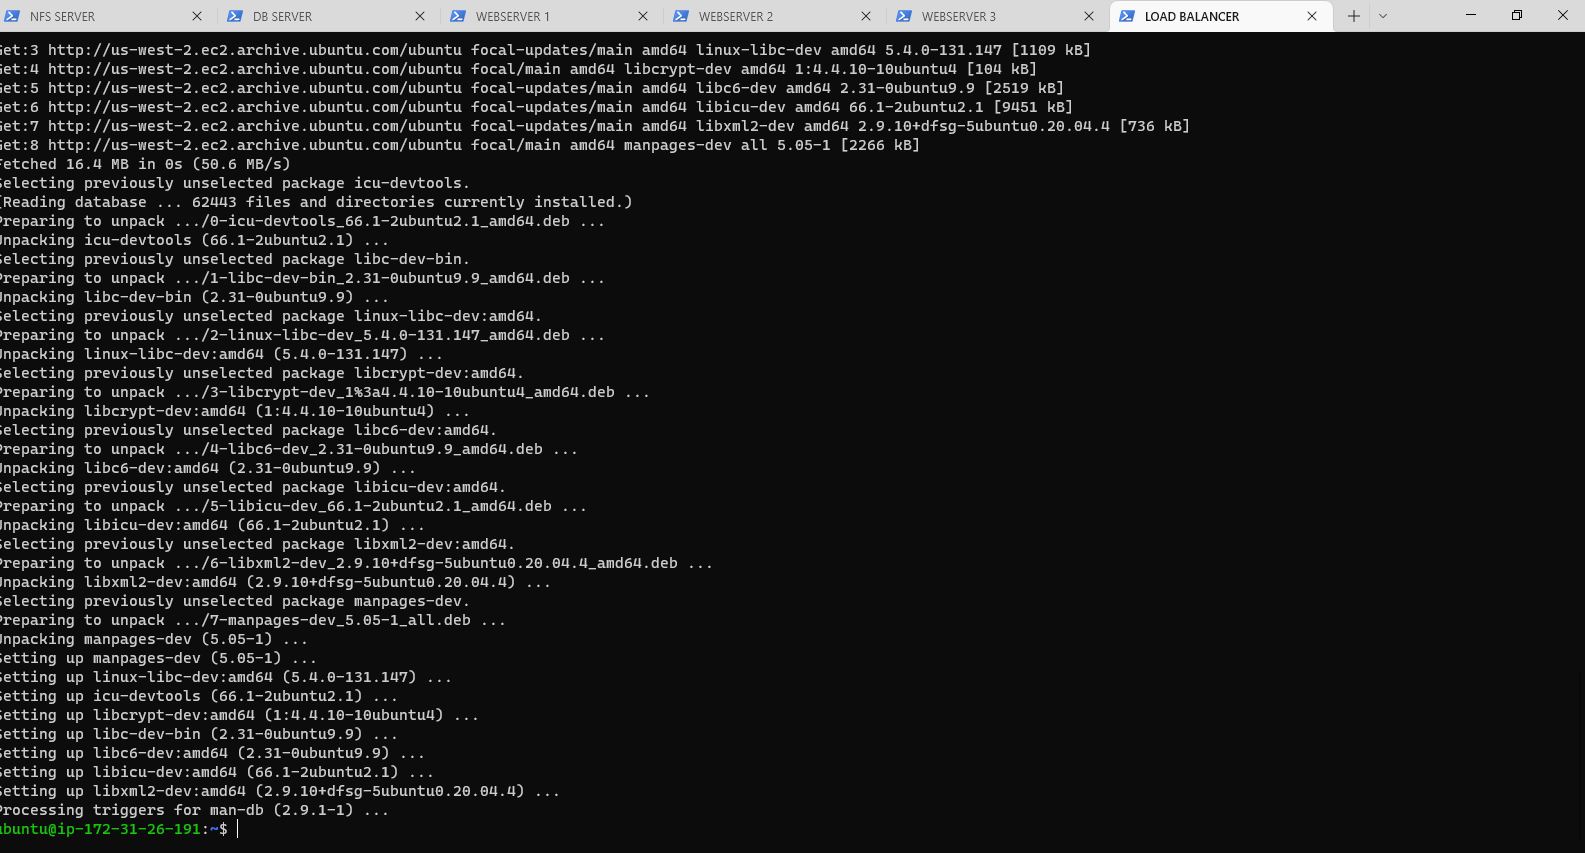 NFS SERVER
DB SERVER
WEBSERVER 1
WEBSERVER 2
WEBSERVER 3
LOAD BALANCER
Get:3 http://us-west-2.ec2.archive.ubuntu.com/ubuntu focal-updates/main amd64 linux-libc-dev amd64 5.4.0-131.147 [1109 kB]
Get:4 http://us-west-2.ec2.archive.ubuntu.com/ubuntu focal/main amd64 libcrypt-dev amd64 1:4.4.10-10ubuntu4 [104 kB]
Get:5 http://us-west-2.ec2.archive.ubuntu.com/ubuntu focal-updates/main amd64 libc6-dev amd64 2.31-0ubuntu9.9 [2519 kB]
Get:6 http://us-west-2.ec2.archive.ubuntu.com/ubuntu focal-updates/main amd64 libicu-dev amd64 66.1-2ubuntu2.1 [9451 kB]
Get:7 http://us-west-2.ec2.archive.ubuntu.com/ubuntu focal-updates/main amd64 libxml2-dev amd64 2.9.10+dfsg-5ubuntu0.20.04.4 [736 kB]
Get:8 http://us-west-2.ec2.archive.ubuntu.com/ubuntu focal/main amd64 manpages-dev all 5.05-1 [2266 kB]
Fetched 16.4 MB in 0s (50.6 MB/s)
Selecting previously unselected package icu-devtools.
(Reading database ... 62443 files and directories currently installed.)
Preparing to unpack .../0-icu-devtools_66.1-2ubuntu2.1_amd64.deb ...
Unpacking icu-devtools (66.1-2ubuntu2.1) ...
Selecting previously unselected package libc-dev-bin.
Preparing to unpack .../1-libc-dev-bin_2.31-0ubuntu9.9_amd64.deb ...
Unpacking libc-dev-bin (2.31-0ubuntu9.9) ...
Selecting previously unselected package linux-libc-dev:amd64.
Preparing to unpack .../2-linux-libc-dev_5.4.0-131.147_amd64.deb ...
Unpacking linux-libc-dev:amd64 (5.4.0-131.147) ...
Selecting previously unselected package libcrypt-dev:amd64.
Preparing to unpack .../3-libcrypt-dev_1%3a4.4.10-10ubuntu4_amd64.deb ...
Unpacking libcrypt-dev:amd64 (1:4.4.10-10ubuntu4) ...
Selecting previously unselected package libc6-dev:amd64.
Preparing to unpack .../4-libc6-dev_2.31-0ubuntu9.9_amd64.deb ...
Unpacking libc6-dev:amd64 (2.31-0ubuntu9.9) ...
Selecting previously unselected package libicu-dev:amd64.
Preparing to unpack .../5-libicu-dev_66.1-2ubuntu2.1_amd64.deb ...
Unpacking libicu-dev:amd64 (66.1-2ubuntu2.1) ...
Selecting previously unselected package libxml2-dev:amd64.
Preparing to unpack .../6-libxml2-dev_2.9.10+dfsg-5ubuntu0.20.04.4_amd64.deb ...
Unpacking libxml2-dev:amd64 (2.9.10+dfsg-5ubuntu0.20.04.4) ...
Selecting previously unselected package manpages-dev.
Preparing to unpack .../7-manpages-dev_5.05-1_all.deb ...
Unpacking manpages-dev (5.05-1) ...
Setting up manpages-dev (5.05-1) ...
Setting up linux-libc-dev:amd64 (5.4.0-131.147) ...
Setting up icu-devtools (66.1-2ubuntu2.1) ...
Setting up libcrypt-dev:amd64 (1:4.4.10-10ubuntu4) ...
Setting up libc-dev-bin (2.31-0ubuntu9.9) ...
Setting up libc6-dev:amd64 (2.31-0ubuntu9.9) ...
Setting up libicu-dev:amd64 (66.1-2ubuntu2.1) ...
Setting up libxml2-dev:amd64 (2.9.10+dfsg-5ubuntu0.20.04.4) ...
Processing triggers for man-db (2.9.1-1) ...
ubuntu@ip-172-31-26-191:~$